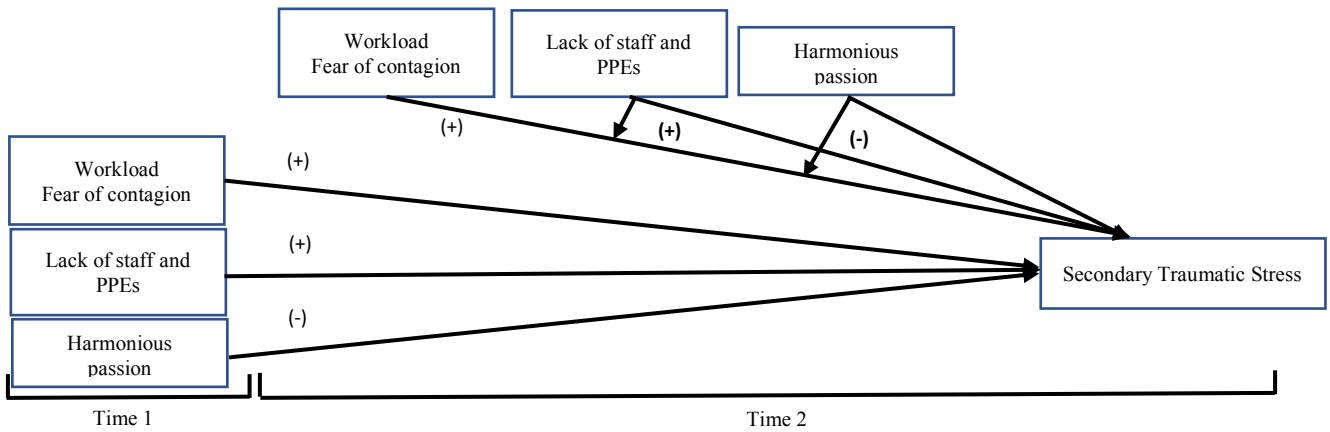 Workload
Fear of contagion
Lack of staff and
PPEs
Harmonious
passion
(+)
(+)
(-)
Workload
Fear of contagion
(+)
Lack of staff and
PPEs
(+)
Secondary Traumatic Stress
Harmonious
passion
(-)
Time 1
Time 2